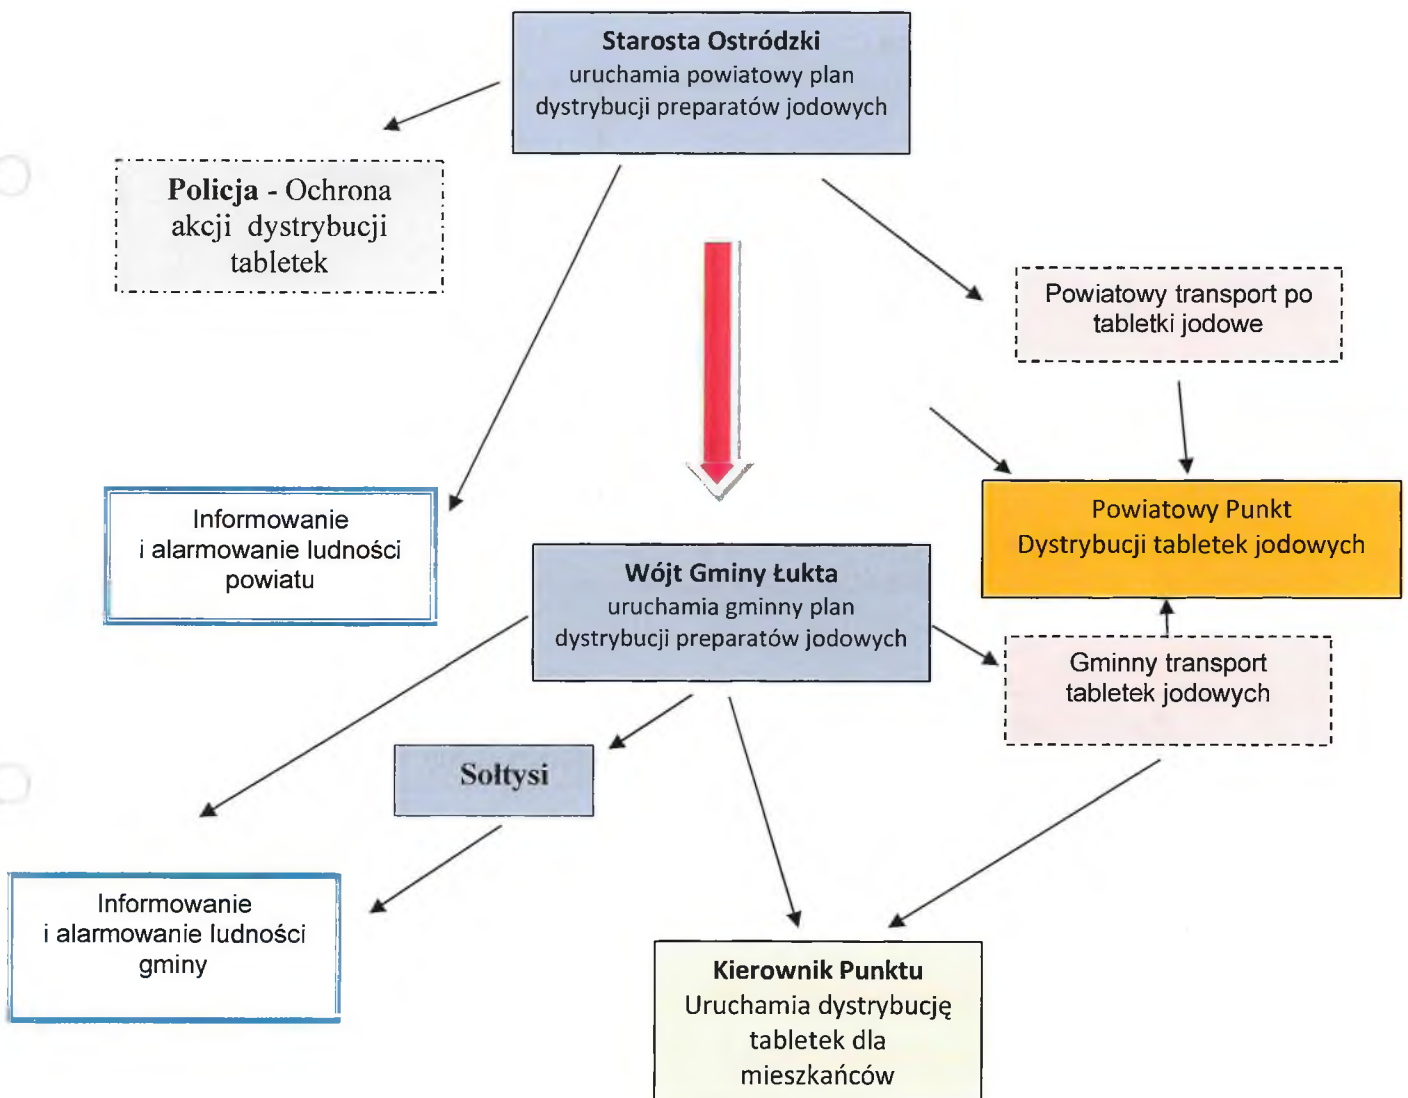 Starosta Ostródzki
uruchamia powiatowy plan
dystrybucji preparatów jodowych
Policja - Ochrona
akcji dystrybucji
tabletek
Powiatowy transport po
tabletki jodowe
Informowanie
i alarmowanie ludności
powiatu
Powiatowy Punkt
Dystrybucji tabletek jodowych
Wójt Gminy Łukta
uruchamia gminny plan
dystrybucji preparatów jodowych
Gminny transport
tabletek jodowych
Sołtysi
Informowanie
i alarmowanie ludności
gminy
Kierownik Punktu
Uruchamia dystrybucję
tabletek dla
mieszkańców